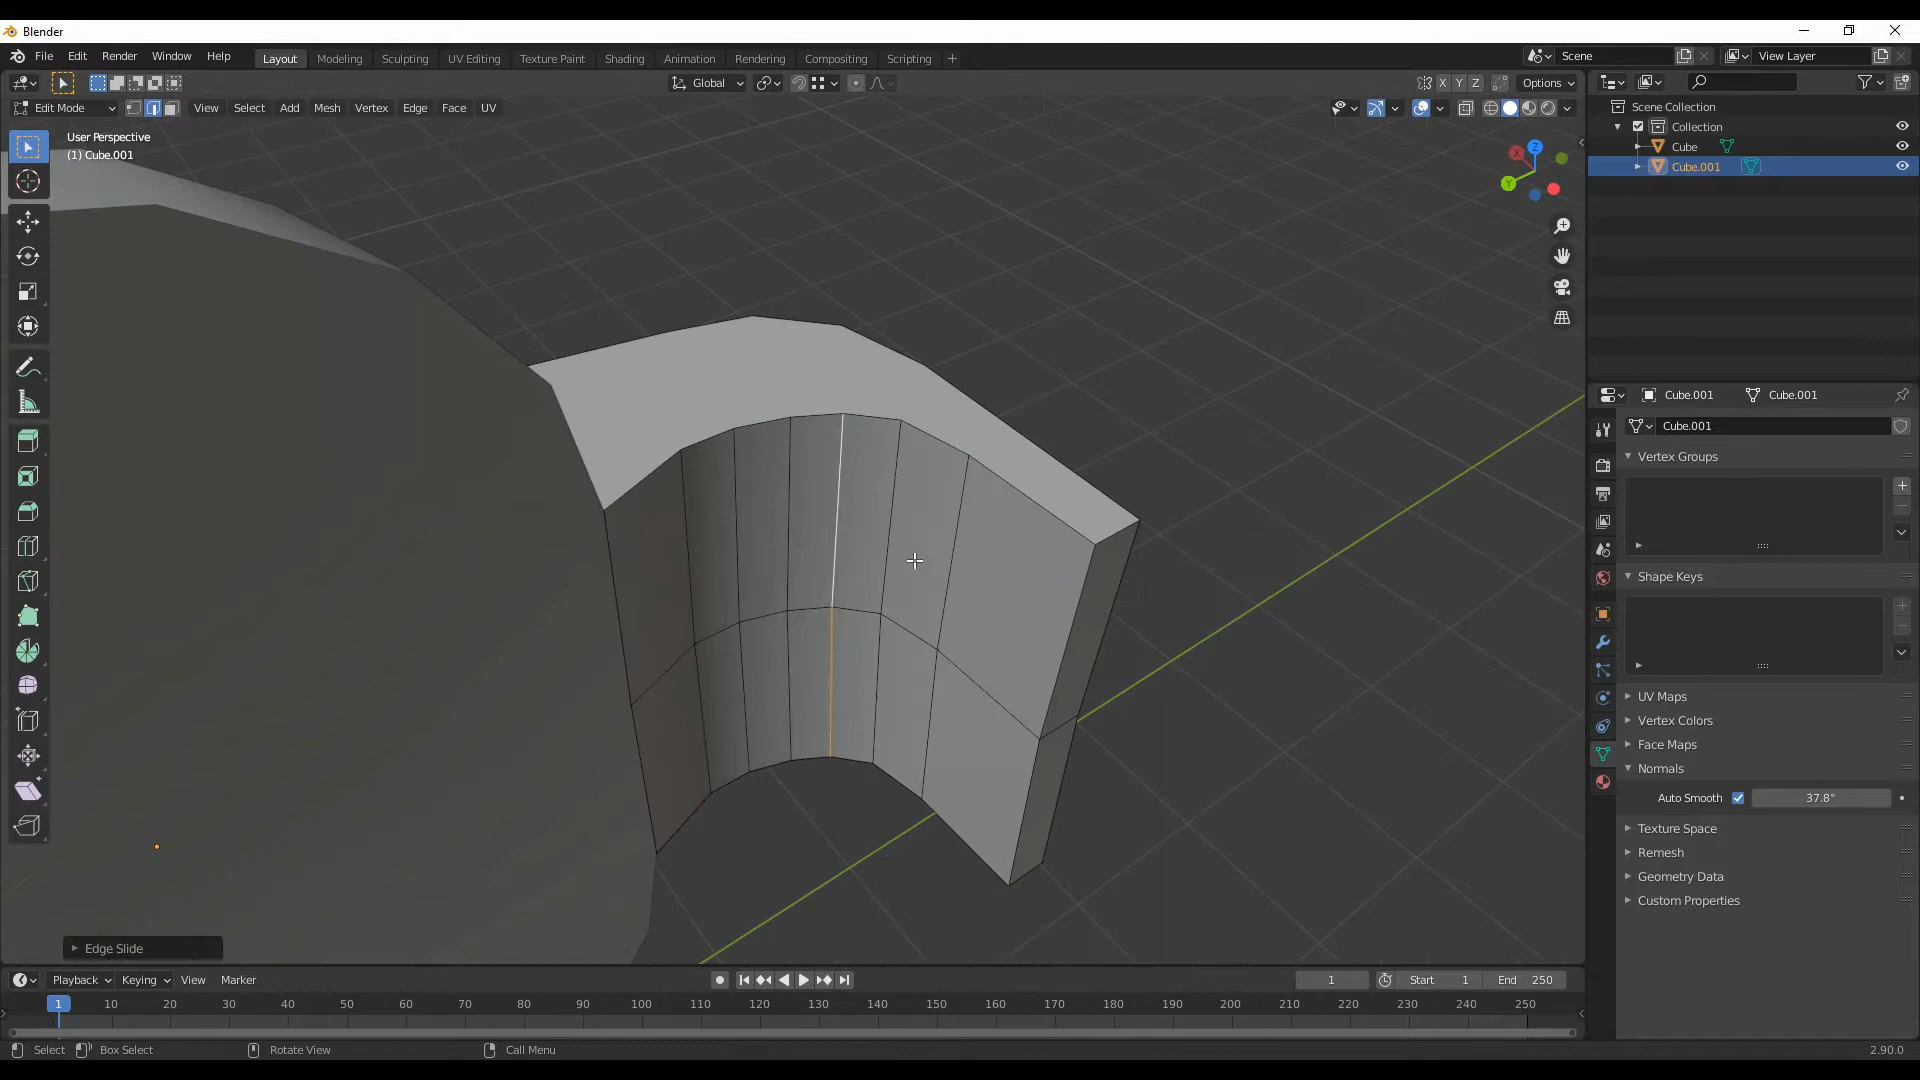 Blender
File Edit Render Window Help Layout Modeling Sculpting UV Editing Texture Paint Shading Animation Rendering Compositing Scripting + Scene View Layer
Global X Y Z Options
Edit Mode View Select Add Mesh Vertex Edge Face UV
User Perspective
(1) Cube.001
Z
X
Y
Scene Collection
Collection
Cube
Cube.001
Cube.001 Cube.001
Cube.001
Vertex Groups
Shape Keys
UV Maps
Vertex Colors
Face Maps
Normals
Auto Smooth 37.8°
Texture Space
Remesh
Geometry Data
Custom Properties
Edge Slide
Playback Keying View Marker 1 Start 1 End 250
1 10 20 30 40 50 60 70 80 90 100 110 120 130 140 150 160 170 180 190 200 210 220 230 240 250
Select Box Select Rotate View Call Menu 2.90.0